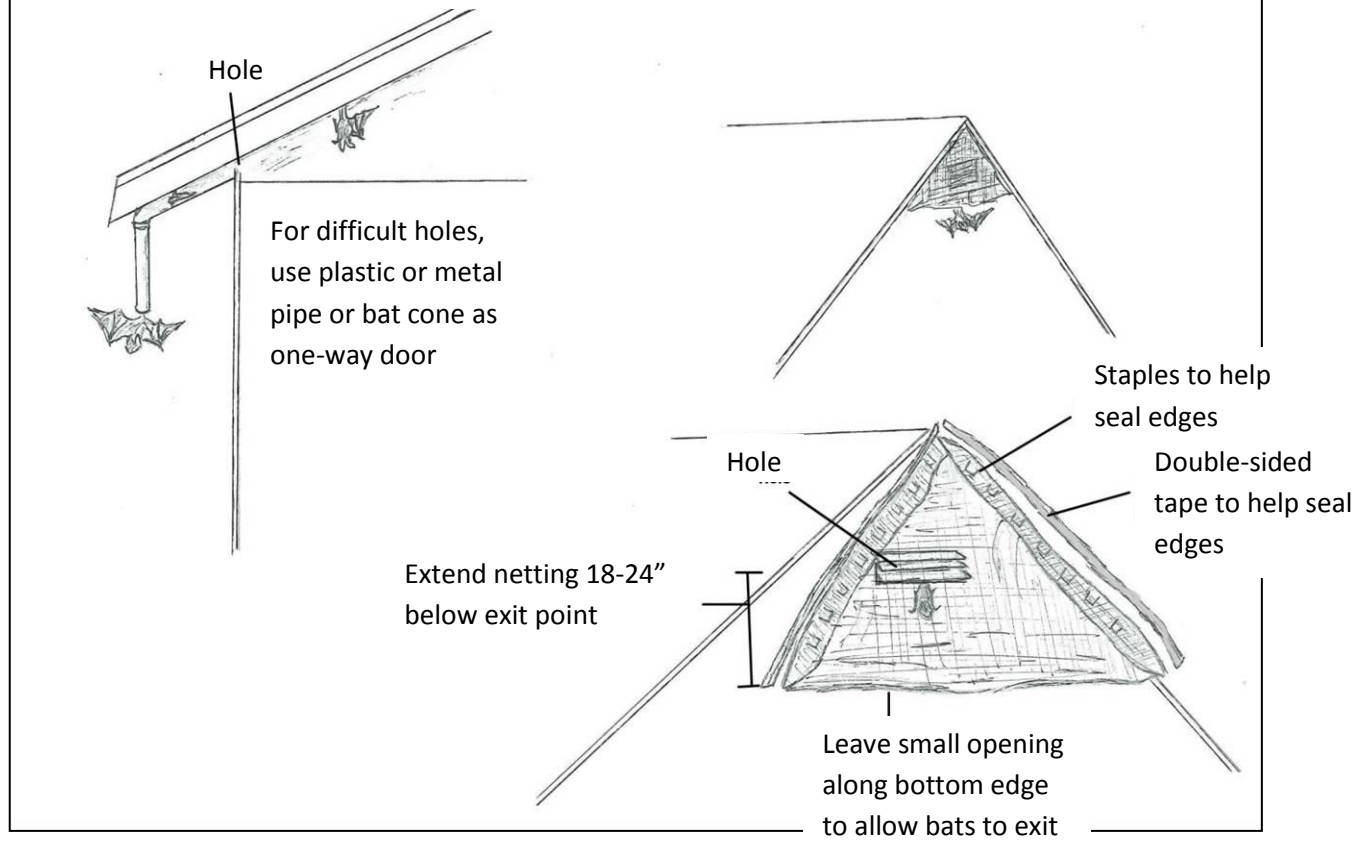 Hole
For difficult holes,
use plastic or metal
pipe or bat cone as
one-way door
Staples to help
seal edges
Hole
Double-sided
tape to help seal
edges
Extend netting 18-24”
below exit point
Leave small opening
along bottom edge
to allow bats to exit